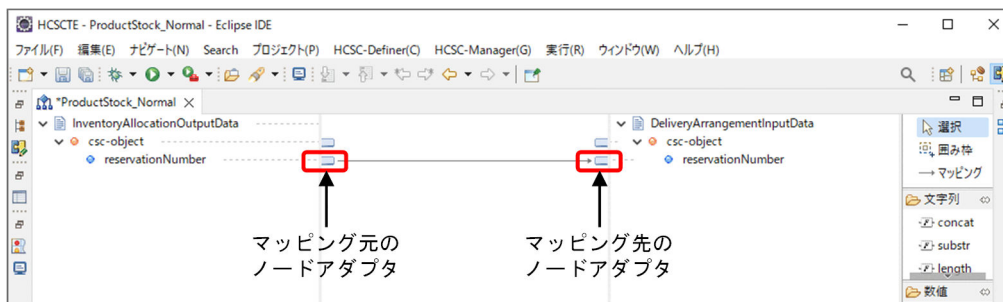 HCSCTE - ProductStock_Normal - Eclipse IDE
ファイル(F) 編集(E) ナビゲート(N) Search プロジェクト(P) HCSC-Definer(C) HCSC-Manager(G) 実行(R) ウィンドウ(W) ヘルプ(H)
*ProductStock_Normal
InventoryAllocationOutputData
DeliveryArrangementInputData
選択
csc-object
csc-object
囲み枠
reservationNumber
reservationNumber
マッピング
文字列
concat
マッピング元の
ノードアダプタ
マッピング先の
ノードアダプタ
substr
length
数値